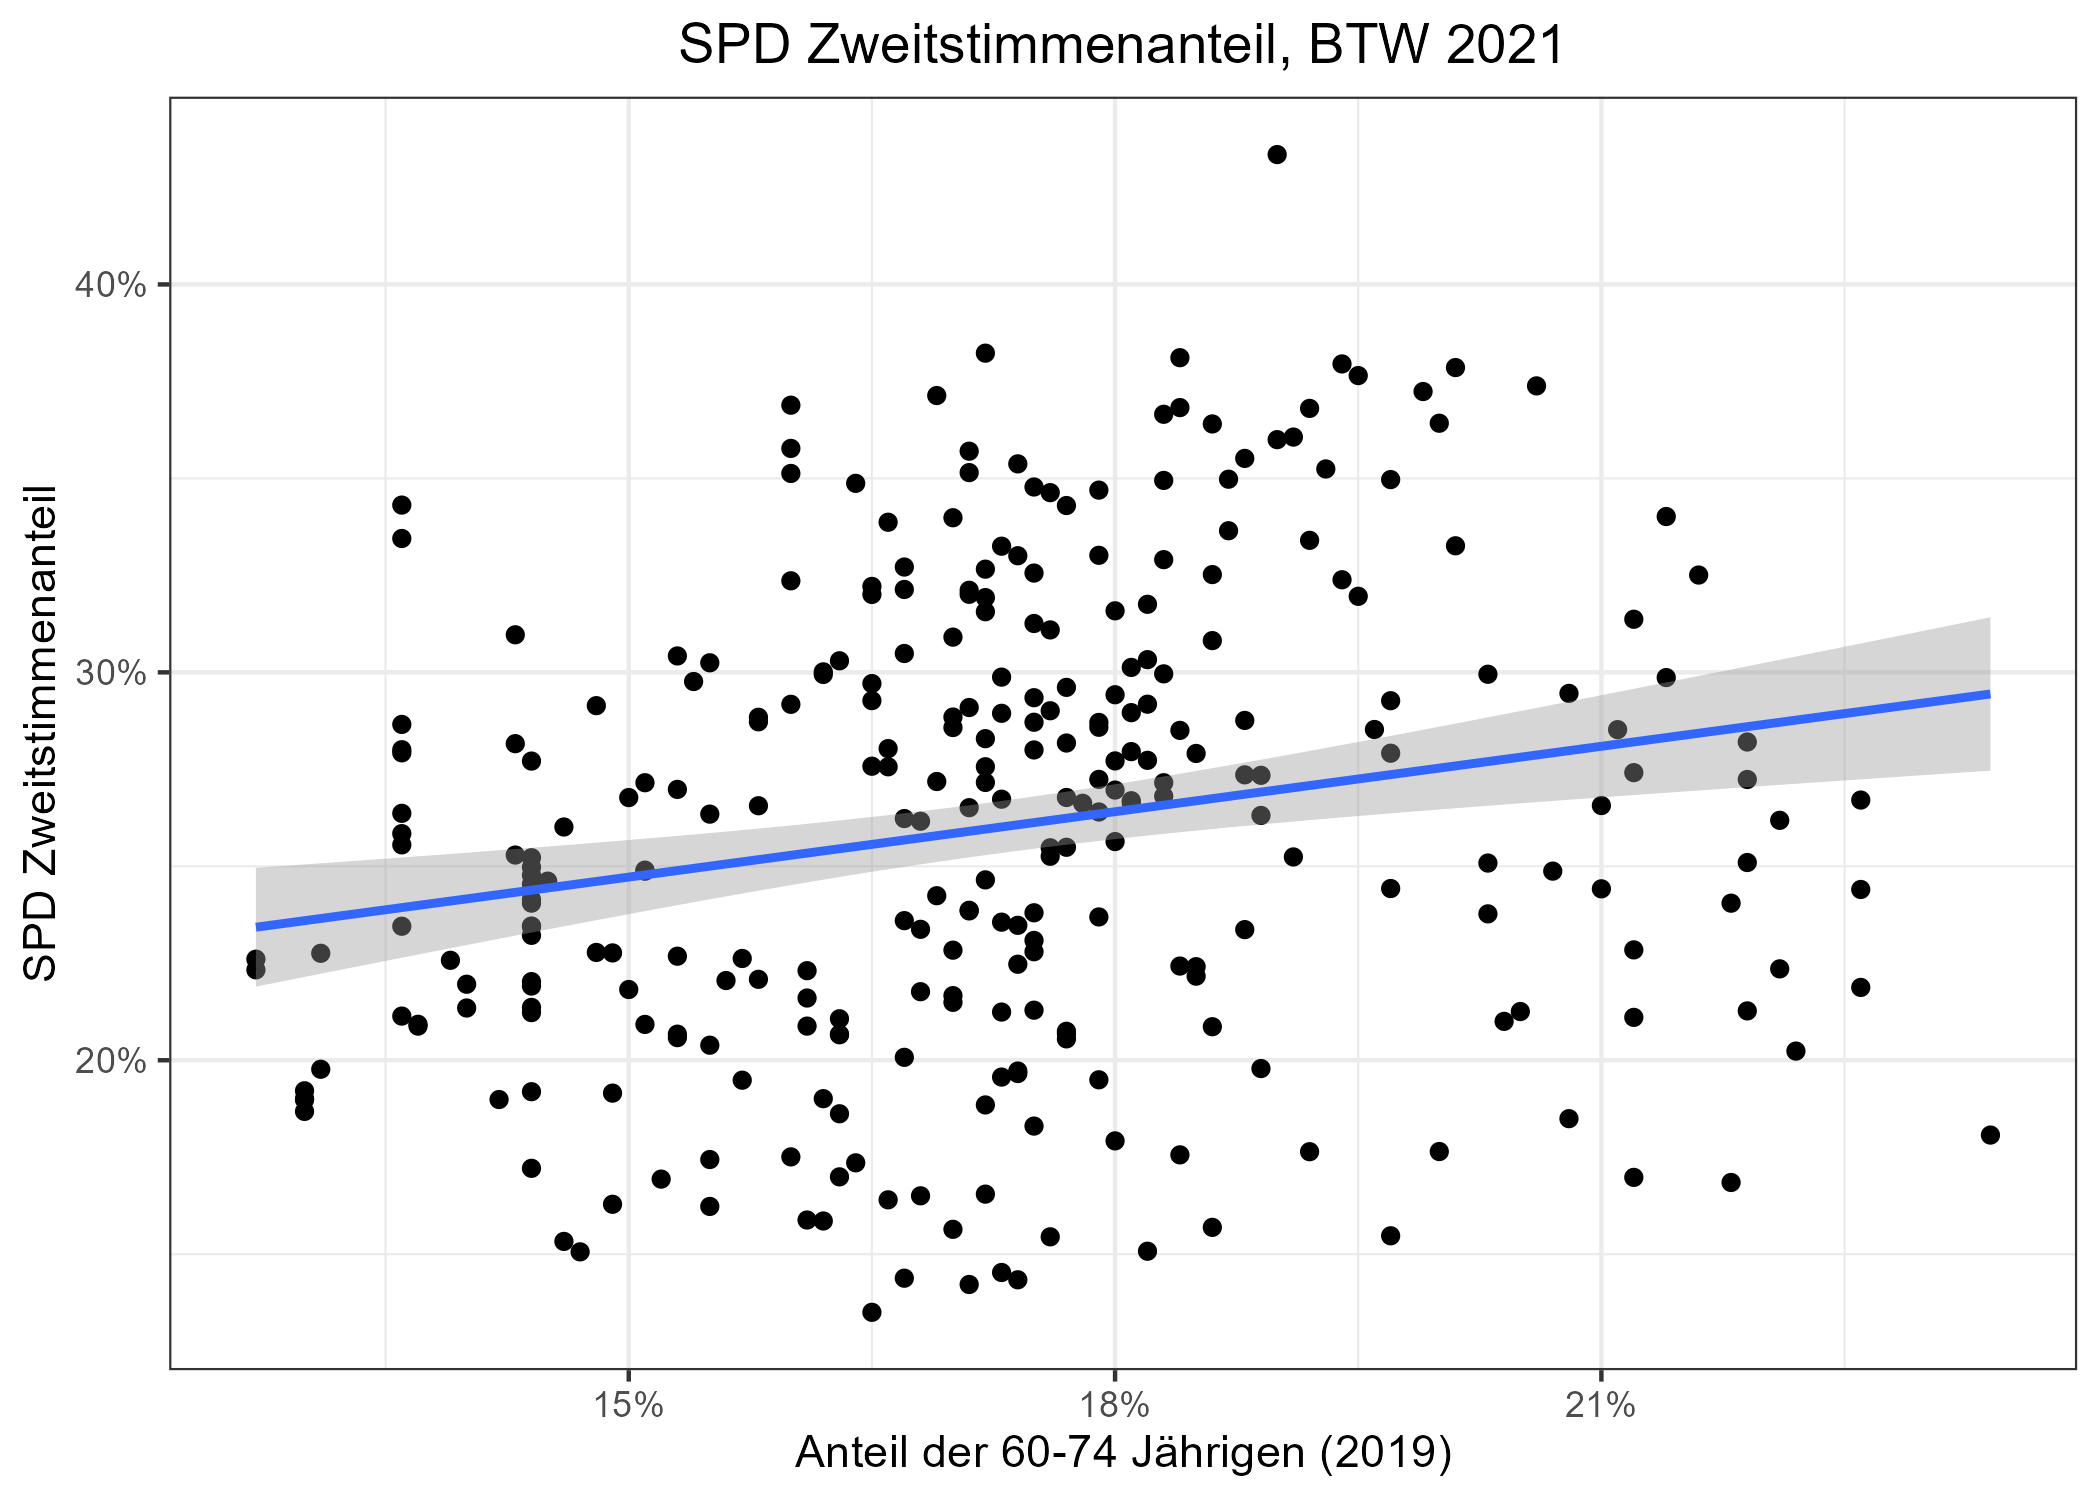 SPD Zweitstimmenanteil, BTW 2021
SPD Zweitstimmenanteil
40%
30%
20%
15%
18%
21%
Anteil der 60-74 Jährigen (2019)